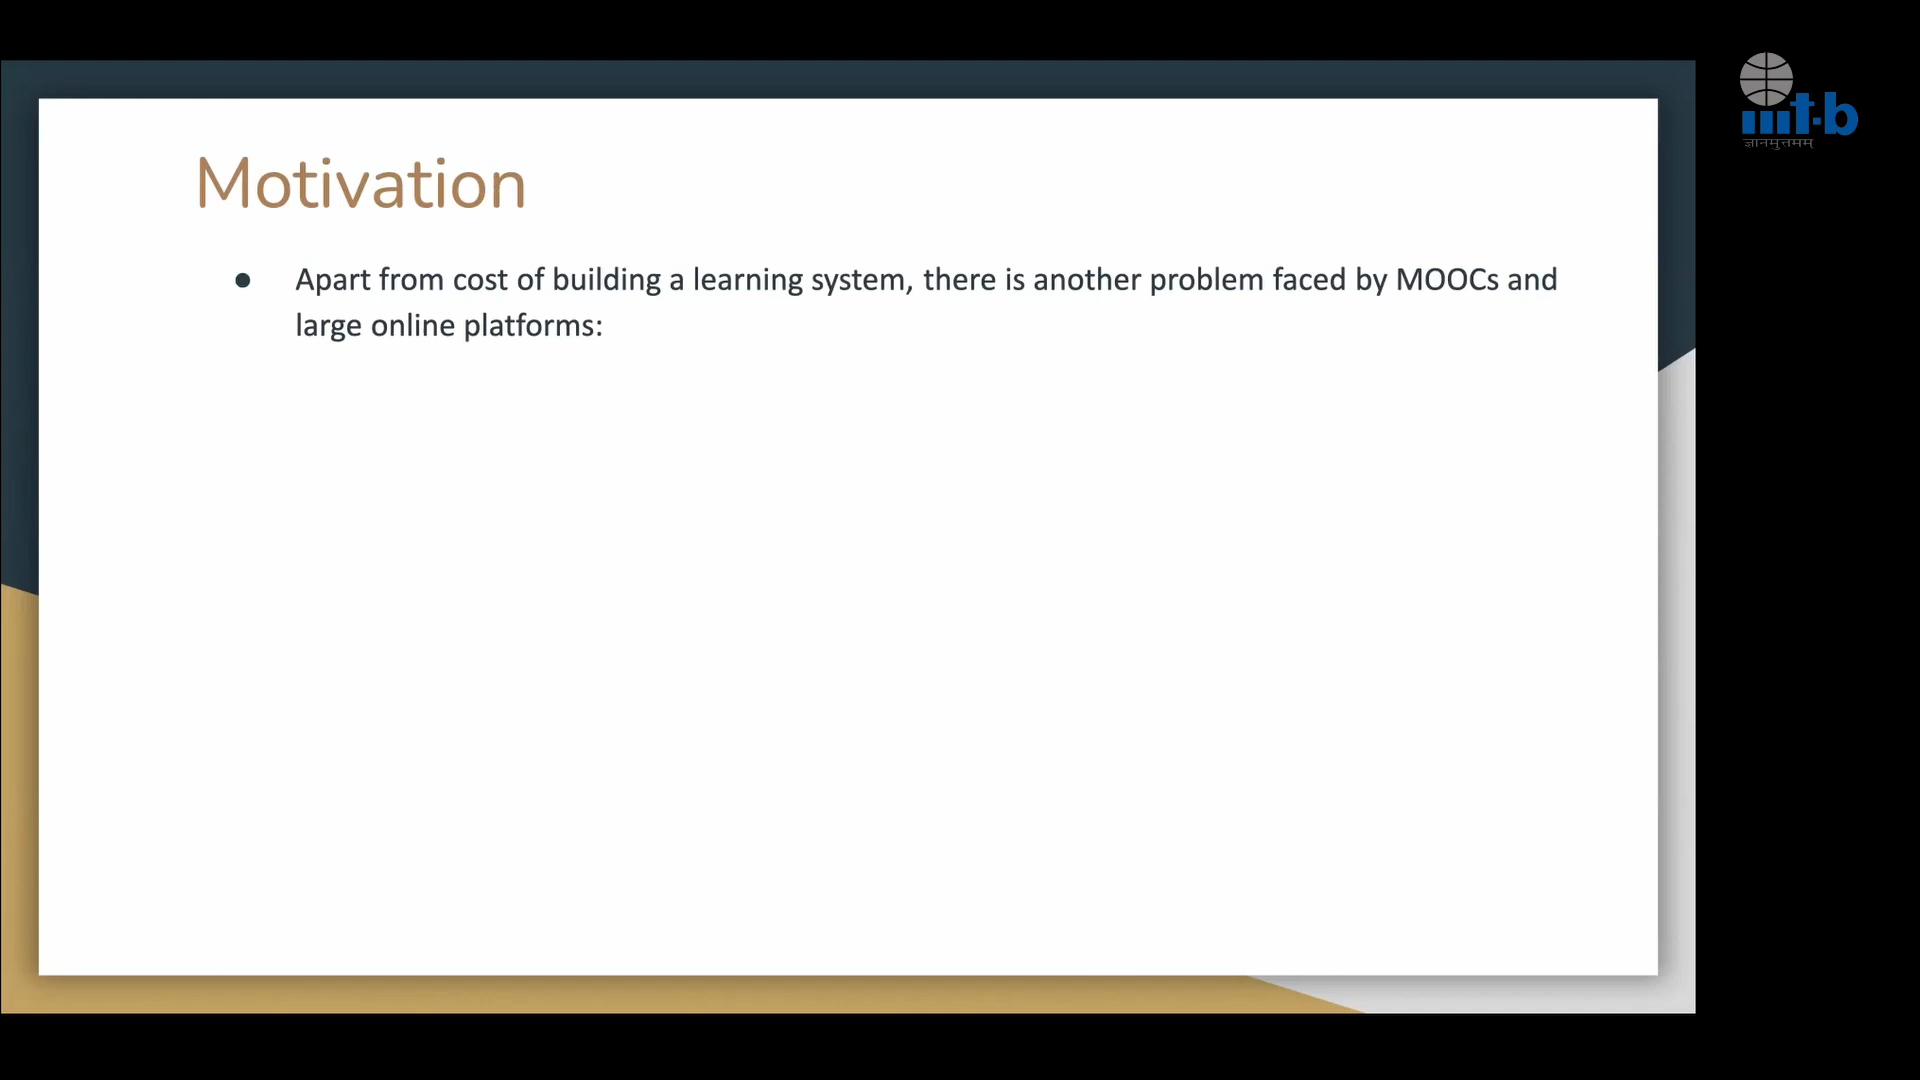 iiit-b
ज्ञानमुत्तमम्
Motivation
● Apart from cost of building a learning system, there is another problem faced by MOOCs and
large online platforms: